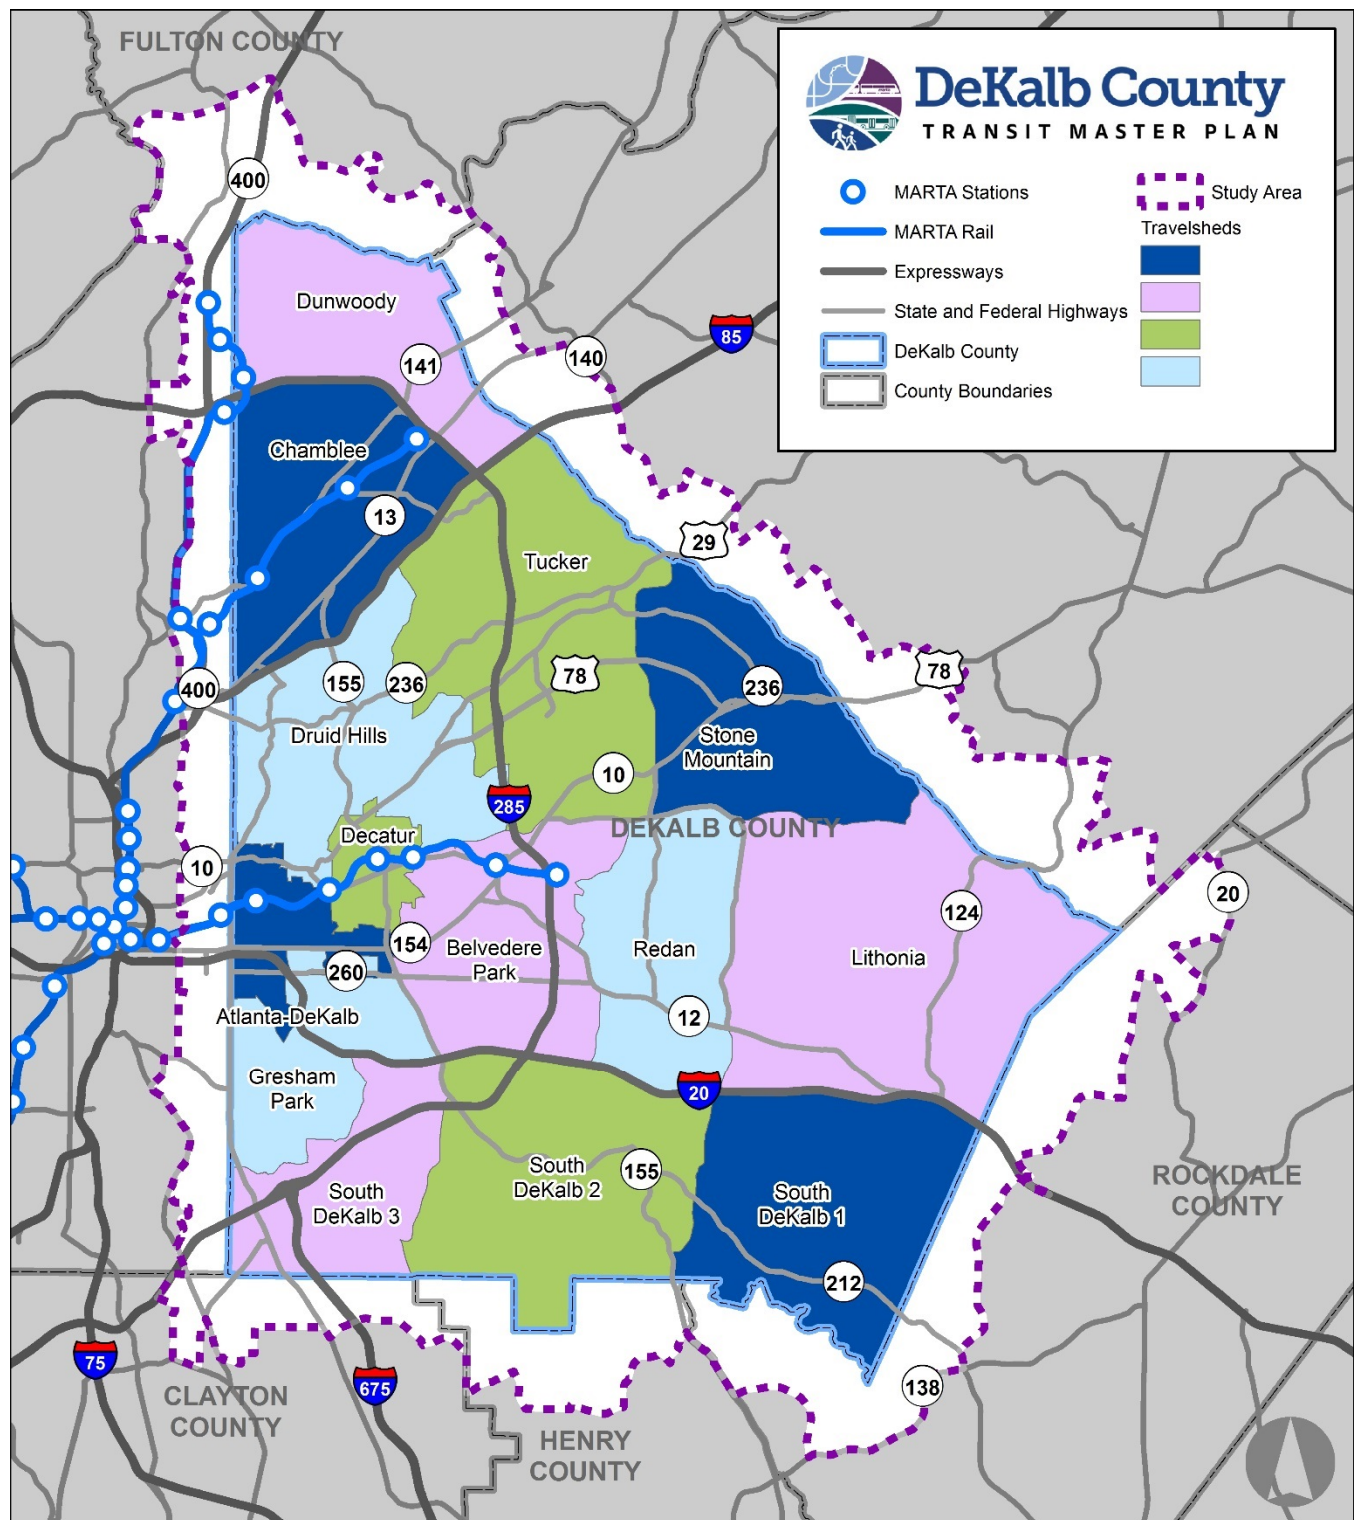 FULTON COUNTY
DeKalb County
TRANSIT MASTER PLAN
MARTA Stations
MARTA Rail
Expressways
State and Federal Highways
DeKalb County
County Boundaries
Study Area
Travelsheds
400
Dunwoody
141
140
85
Chamblee
13
29
Tucker
400
155
236
78
236
78
Druid Hills
Stone
Mountain
10
285
DEKALB COUNTY
Decatur
10
124
20
154
Belvedere
Park
Redan
Lithonia
260
Atlanta-DeKalb
12
Gresham
Park
20
South
DeKalb 2
155
ROCKDALE
COUNTY
South
DeKalb 3
South
DeKalb 1
212
75
675
138
CLAYTON
COUNTY
HENRY
COUNTY